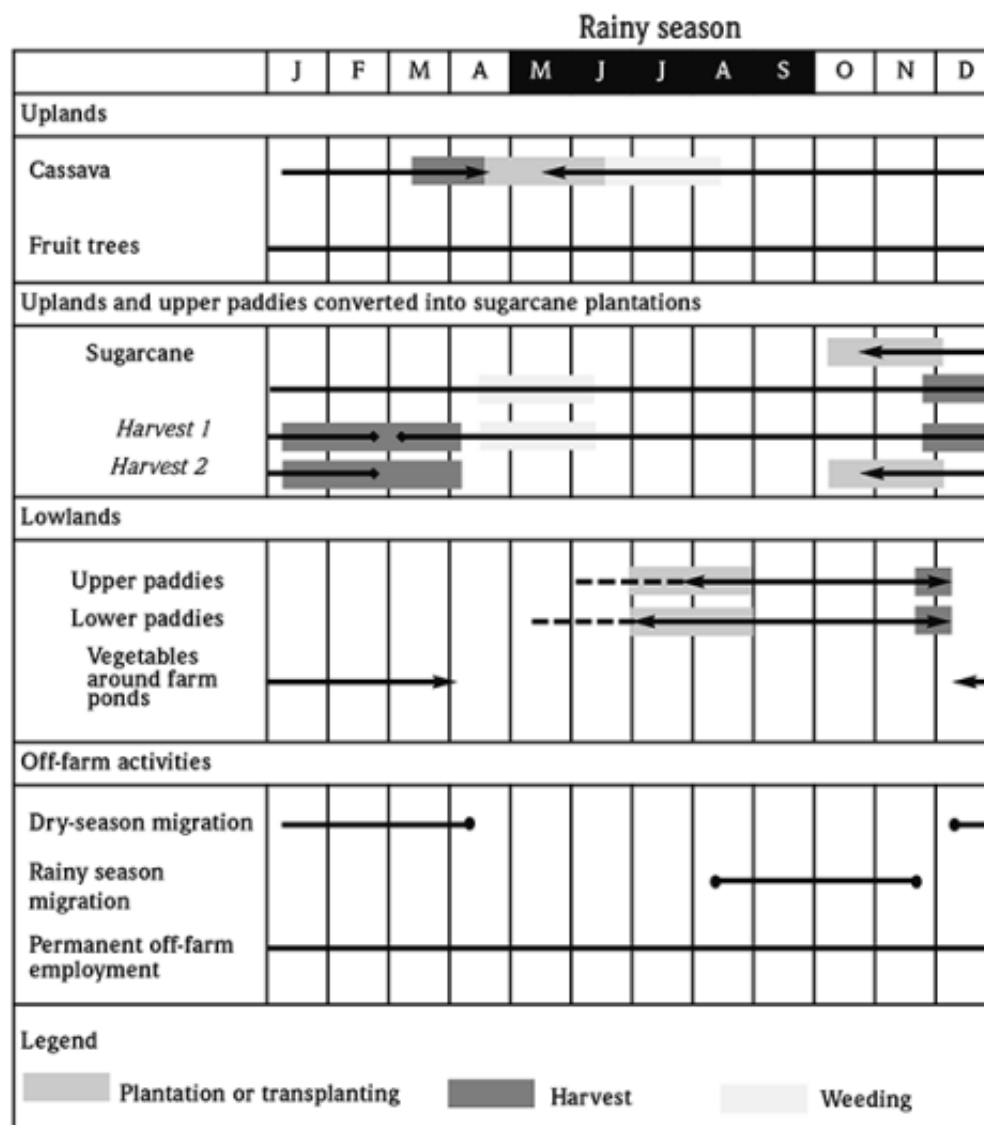 Rainy season
J F M A M J J A S O N D
Uplands
Cassava
Fruit trees
Uplands and upper paddies converted into sugarcane plantations
Sugarcane
Harvest 1
Harvest 2
Lowlands
Upper paddies
Lower paddies
Vegetables
around farm
ponds
Off-farm activities
Dry-season migration
Rainy season
migration
Permanent off-farm
employment
Legend
Plantation or transplanting Harvest Weeding